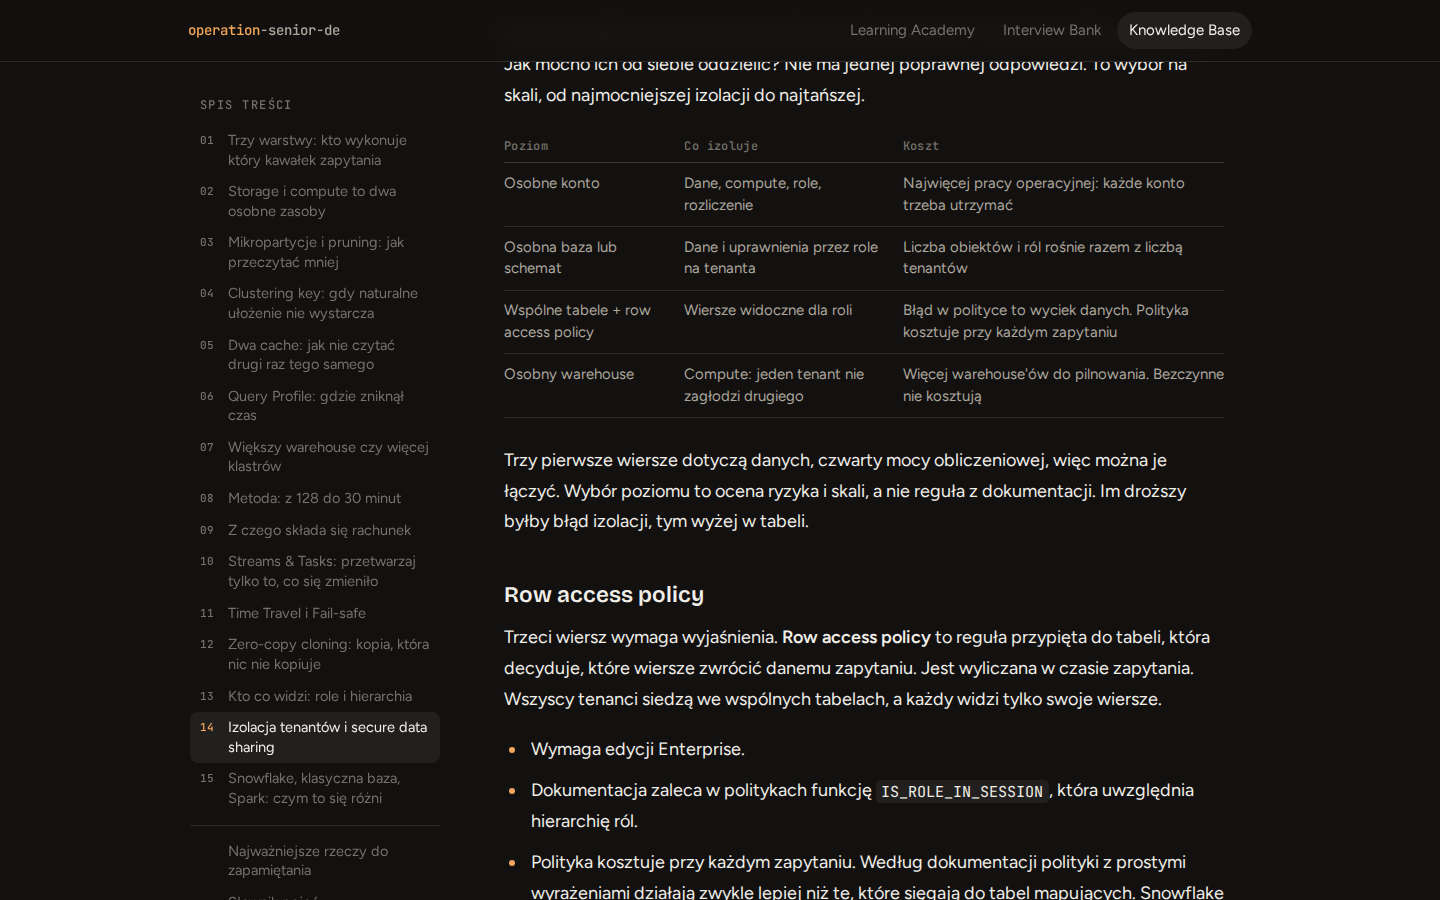 operation-senior-de
Learning Academy
Interview Bank
Knowledge Base
SPIS TREŚCI
01 Trzy warstwy: kto wykonuje
który kawałek zapytania
02 Storage i compute to dwa
osobne zasoby
03 Mikropartycje i pruning: jak
przeczytać mniej
04 Clustering key: gdy naturalne
ułożenie nie wystarcza
05 Dwa cache: jak nie czytać
drugi raz tego samego
06 Query Profile: gdzie zniknął
czas
07 Większy warehouse czy więcej
klastrów
08 Metoda: z 128 do 30 minut
09 Z czego składa się rachunek
10 Streams & Tasks: przetwarzaj
tylko to, co się zmieniło
11 Time Travel i Fail-safe
12 Zero-copy cloning: kopia, która
nic nie kopiuje
13 Kto co widzi: role i hierarchia
14 Izolacja tenantów i secure data
sharing
15 Snowflake, klasyczna baza,
Spark: czym to się różni
Najważniejsze rzeczy do
zapamiętania
Jak mocno ich od siebie oddzielić? Nie ma jednej poprawnej odpowiedzi. To wybór na
skali, od najmocniejszej izolacji do najtańszej.
Poziom Co izoluje Koszt
Osobne konto Dane, compute, role, Najwięcej pracy operacyjnej: każde konto
rozliczenie trzeba utrzymać
Osobna baza lub Dane i uprawnienia przez role Liczba obiektów i ról rośnie razem z liczbą
schemat na tenanta tenantów
Wspólne tabele + row Wiersze widoczne dla roli Błąd w polityce to wyciek danych. Polityka
access policy kosztuje przy każdym zapytaniu
Osobny warehouse Compute: jeden tenant nie Więcej warehouse'ów do pilnowania. Bezczynne
zagłodzi drugiego nie kosztują
Trzy pierwsze wiersze dotyczą danych, czwarty mocy obliczeniowej, więc można je
łączyć. Wybór poziomu to ocena ryzyka i skali, a nie reguła z dokumentacji. Im droższy
byłby błąd izolacji, tym wyżej w tabeli.
Row access policy
Trzeci wiersz wymaga wyjaśnienia. Row access policy to reguła przypięta do tabeli, która
decyduje, które wiersze zwrócić danemu zapytaniu. Jest wyliczana w czasie zapytania.
Wszyscy tenanci siedzą we wspólnych tabelach, a każdy widzi tylko swoje wiersze.
Wymaga edycji Enterprise.
Dokumentacja zaleca w politykach funkcję IS_ROLE_IN_SESSION, która uwzględnia
hierarchię ról.
Polityka kosztuje przy każdym zapytaniu. Według dokumentacji polityki z prostymi
wyrażeniami działają zwykle lepiej niż te, które sięgają do tabel mapujących. Snowflake